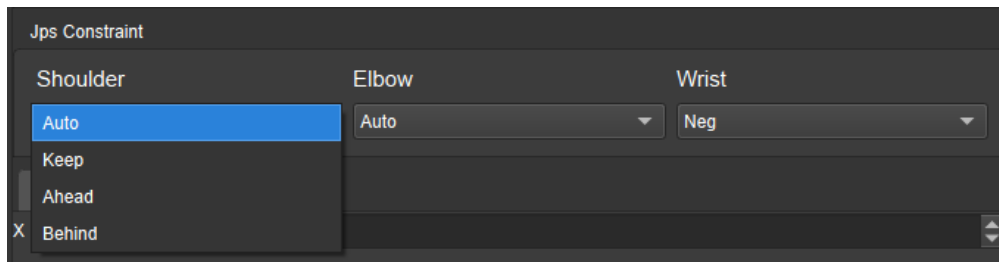 Jps Constraint
Shoulder Elbow Wrist
Auto Auto Neg
Keep
Ahead
X Behind